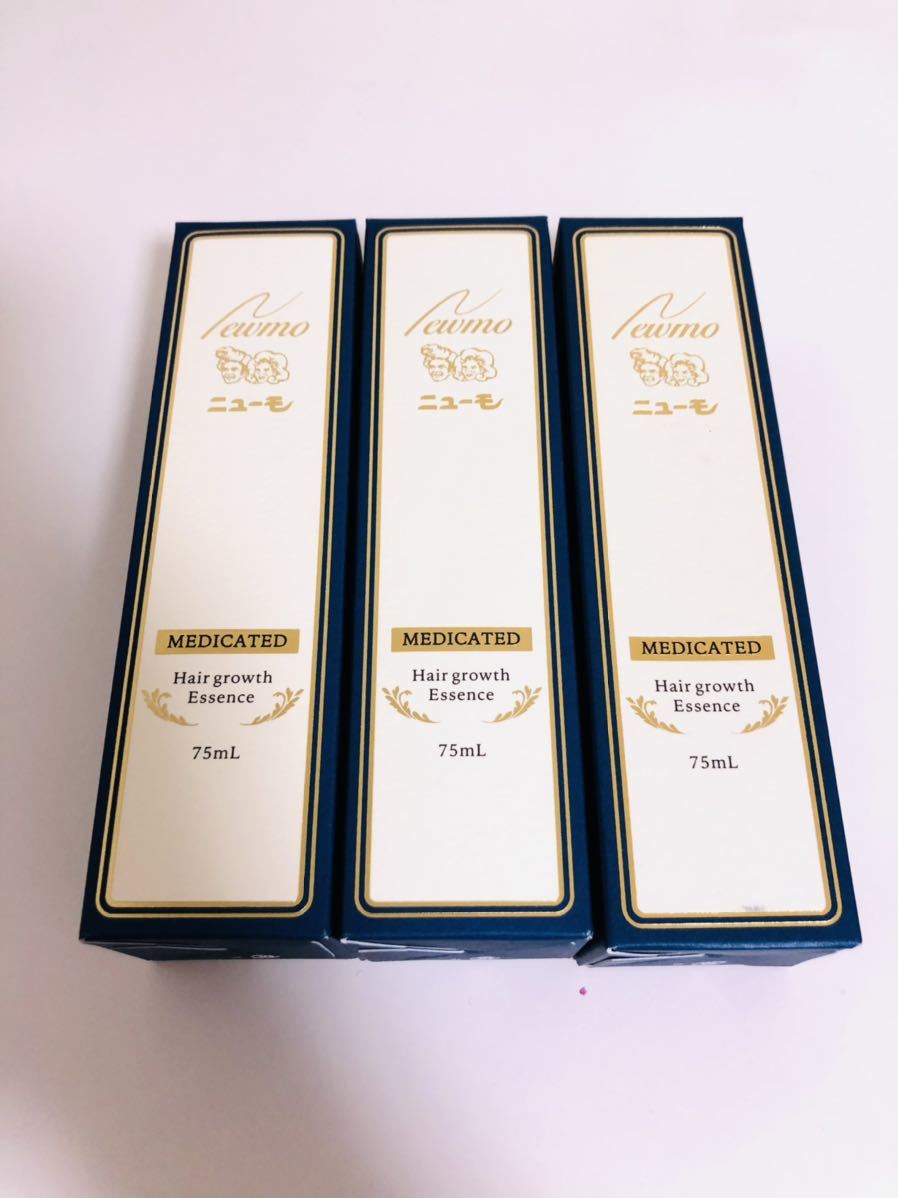 Newmo
ニューモ
MEDICATED
Hair growth
Essence
75mL
Newmo
ニューモ
MEDICATED
Hair growth
Essence
75mL
Newmo
ニューモ
MEDICATED
Hair growth
Essence
75mL